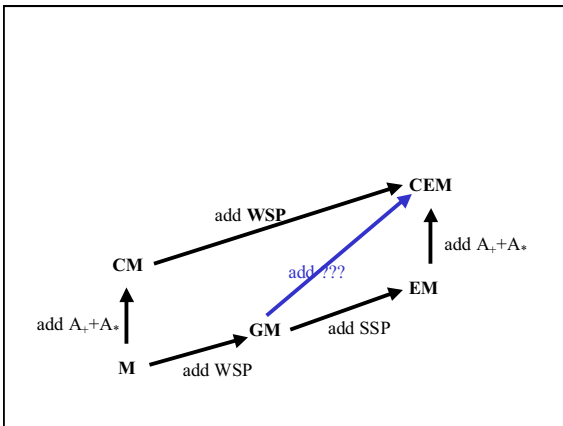 CEM
add WSP
add A₊+A*
CM
add ???
EM
add A₊+A*
GM
add SSP
M
add WSP